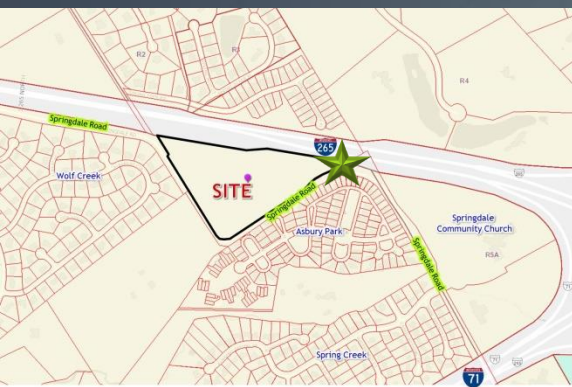 R2
R3
R4
Springdale Road
265
Wolf Creek
SITE
Springdale Road
Asbury Park
Springdale
Community Church
R5A
Springdale Road
Spring Creek
71